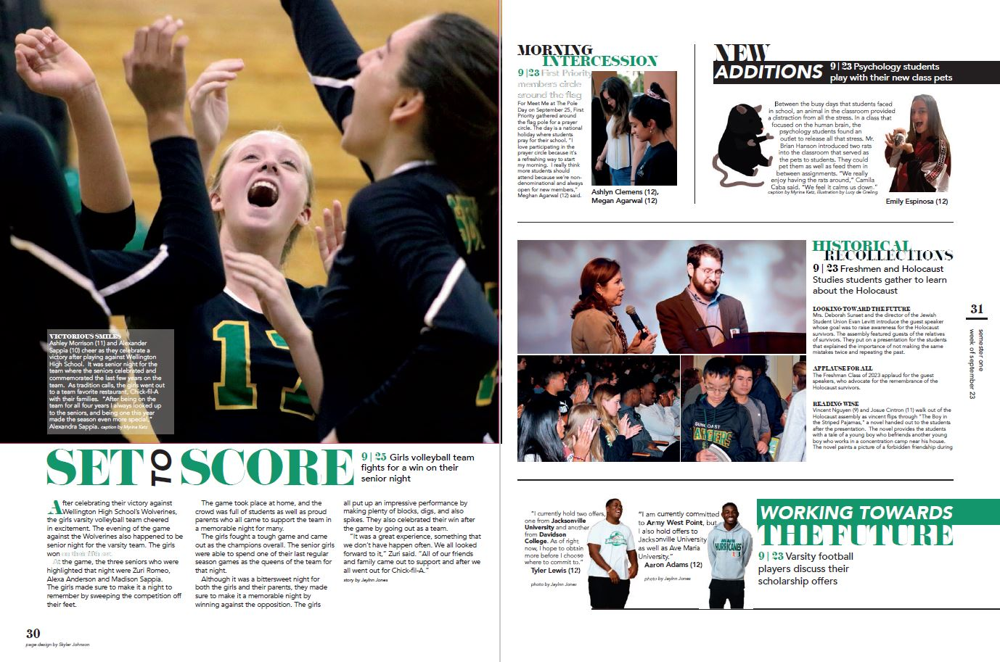 VICTORIOUS SMILES
Ashley Morrison (11) and Alexander
Sappia (10) cheer as they celebrate a
victory after playing against Wellington
High School. It was senior night for the
team where the seniors celebrated and
commemorated the last few years on the
team. As tradition calls, the girls went out
to a team favorite restaurant, Chick-fil-A
with their families. "After being on the
team for all four years I always looked up
to the seniors, and being one this year
made the season even more special,"
Alexandra Sappia. caption by Myrina Katz
17
SET TO SCORE
9|25 Girls volleyball team
fights for a win on their
senior night
After celebrating their victory against
Wellington High School's Wolverines,
the girls varsity volleyball team cheered
in excitement. The evening of the game
against the Wolverines also happened to be
senior night for the varsity team. The girls
won on their fifth set.
At the game, the three seniors who were
highlighted that night were Zuri Romeo,
Alexa Anderson and Madison Sappia.
The girls made sure to make it a night to
remember by sweeping the competition off
their feet.
The game took place at home, and the
crowd was full of students as well as proud
parents who all came to support the team in
a memorable night for many.
The girls fought a tough game and came
out as the champions overall. The senior girls
were able to spend one of their last regular
season games as the queens of the team for
that night.
Although it was a bittersweet night for
both the girls and their parents, they made
sure to make it a memorable night by
winning against the opposition. The girls
all put up an impressive performance by
making plenty of blocks, digs, and also
spikes. They also celebrated their win after
the game by going out as a team.
"It was a great experience, something that
we don't have happen often. We all looked
forward to it," Zuri said. "All of our friends
and family came out to support and after we
all went out for Chick-fil-A."
story by Jaylnn Jones
30
page design by Skyler Johnson
MORNING
INTERCESSION
9|23 First Priority
members circle
around the flag
For Meet Me at The Pole
Day on September 25, First
Priority gathered around
the flag pole for a prayer
circle. The day is a national
holiday where students
pray for their school. "I
love participating in the
prayer circle because it's
a refreshing way to start
my morning. I really think
more students should
attend because we're non-
denominational and always
open for new members,"
Meghan Agarwal (12) said.
Ashlyn Clemens (12),
Megan Agarwal (12)
NEW
ADDITIONS
9|23 Psychology students
play with their new class pets
Between the busy days that students faced
in school, an animal in the classroom provided
a distraction from all the stress. In a class that
focused on the human brain, the
psychology students found an
outlet to release all that stress. Mr.
Brian Hanson introduced two rats
into the classroom that served as
the pets to students. They could
pet them as well as feed them in
between assignments. "We really
enjoy having the rats around," Camila
Caba said. "We feel it calms us down."
caption by Myrina Katz, illustration by Lucy de Greling
Emily Espinosa (12)
HISTORICAL
RECOLLECTIONS
9|23 Freshmen and Holocaust
Studies students gather to learn
about the Holocaust
LOOKING TOWARD THE FUTURE
Mrs. Deborah Sunset and the director of the Jewish
Student Union Evan Levitt introduce the guest speaker
whose goal was to raise awareness for the Holocaust
survivors. The assembly featured guests of the relatives
of survivors. They put on a presentation for the students
that explained the importance of not making the same
mistakes twice and repeating the past.
APPLAUSE FOR ALL
The Freshman Class of 2023 applaud for the guest
speakers, who advocate for the remembrance of the
Holocaust survivors.
READING WISE
Vincent Nguyen (9) and Josue Cintron (11) walk out of the
Holocaust assembly as vincent flips through "The Boy in
the Striped Pajamas," a novel handed out to the students
after the presentation. The novel provides the students
with a tale of a young boy who befriends another young
boy who works in a concentration camp near his house.
The novel paints a picture of a forbidden friendship during
31
semester one
week of september 23
"I currently hold two offers,
one from Jacksonville
University and another
from Davidson
College. As of right
now, I hope to obtain
more before I choose
where to commit to."
Tyler Lewis (12)
photo by Jaylnn Jones
"I am currently committed
to Army West Point, but
I also hold offers to
Jacksonville University
as well as Ave Maria
University."
Aaron Adams (12)
photo by Jaylnn Jones
MIAMI
HURRICANES
WORKING TOWARDS
THE FUTURE
9|23 Varsity football
players discuss their
scholarship offers